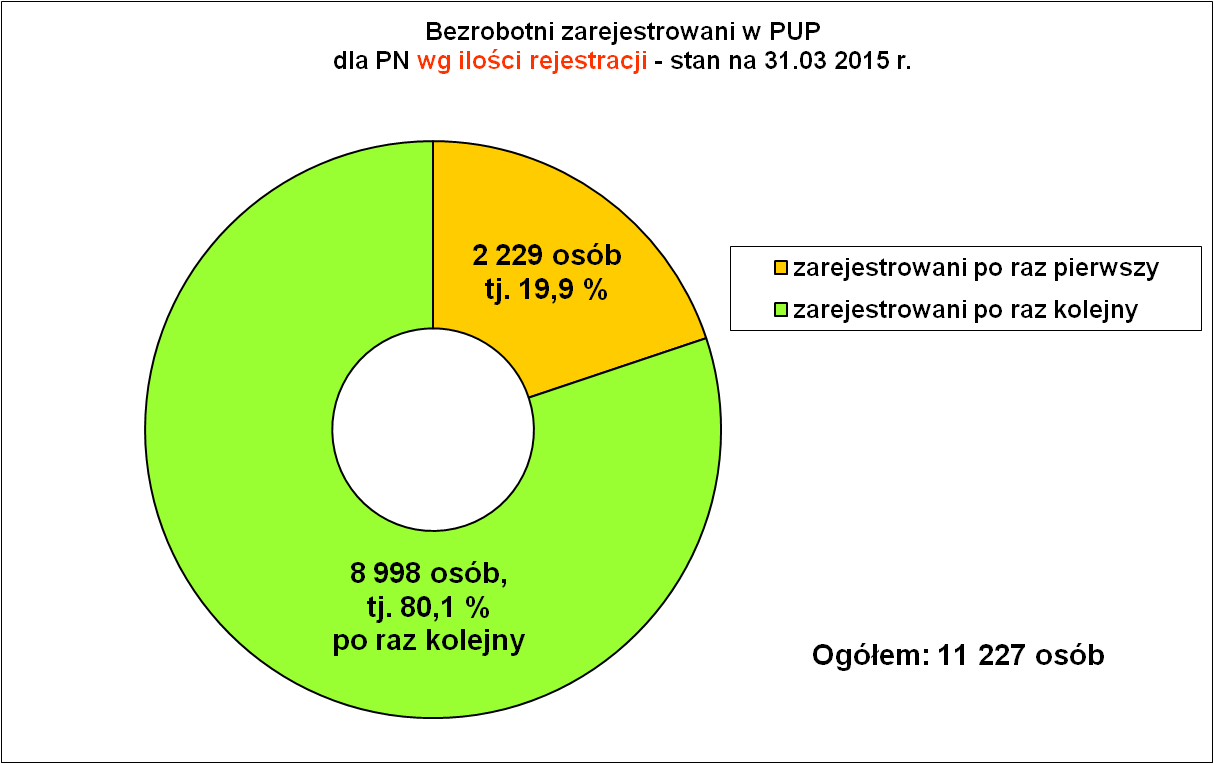 Bezrobotni zarejestrowani w PUP
dla PN wg ilości rejestracji - stan na 31.03 2015 r.
2 229 osób
tj. 19,9 %
zarejestrowani po raz pierwszy
zarejestrowani po raz kolejny
8 998 osób,
tj. 80,1 %
po raz kolejny
Ogółem: 11 227 osób